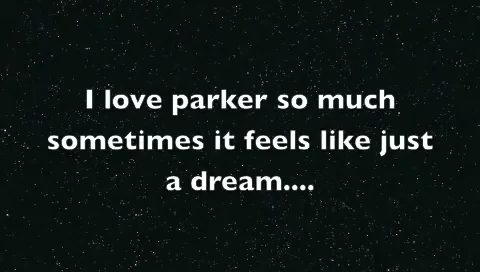 I love parker so much
sometimes it feels like just
a dream....